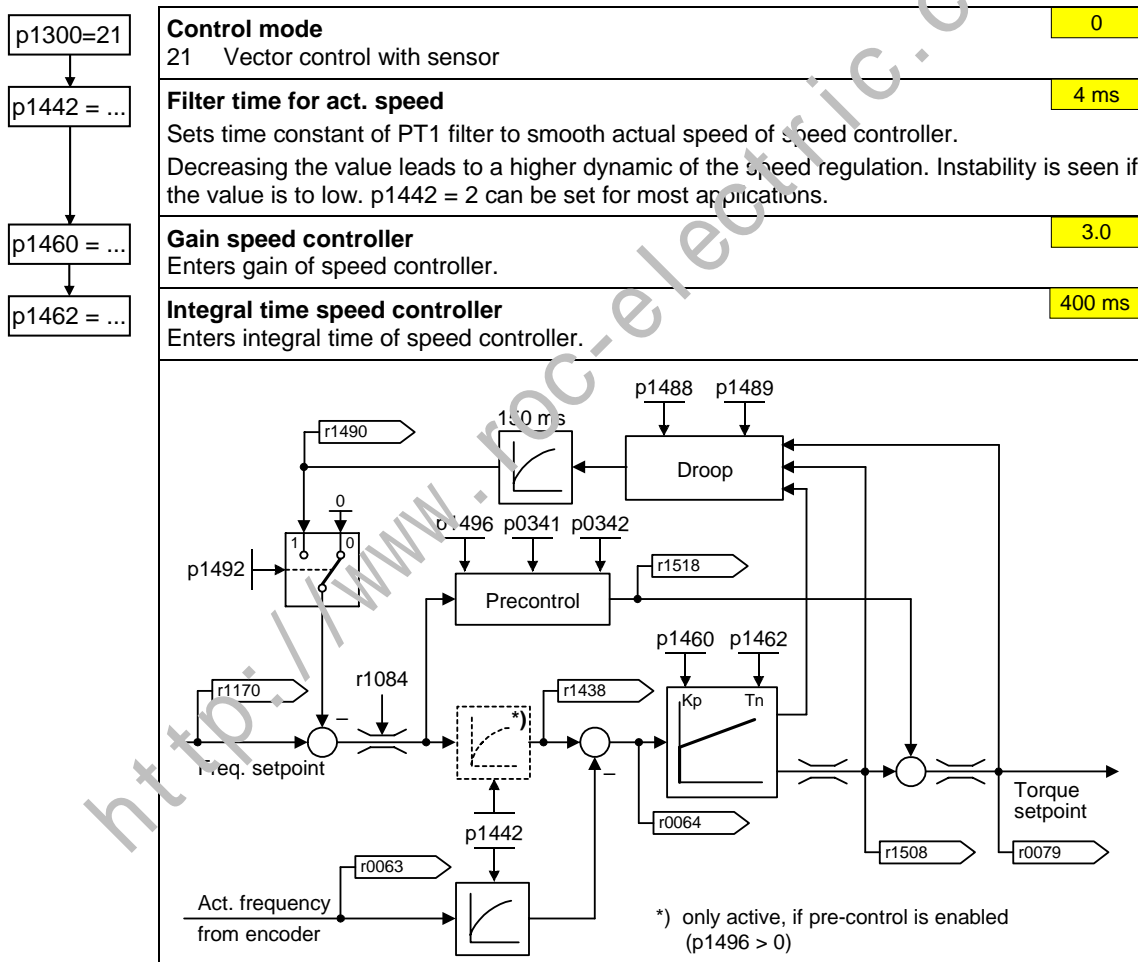 p1300=21
Control mode
0
21 Vector control with sensor
p1442 = ...
Filter time for act. speed
4 ms
Sets time constant of PT1 filter to smooth actual speed of speed controller.
Decreasing the value leads to a higher dynamic of the speed regulation. Instability is seen if
the value is to low. p1442 = 2 can be set for most applications.
p1460 = ...
Gain speed controller
3.0
Enters gain of speed controller.
p1462 = ...
Integral time speed controller
400 ms
Enters integral time of speed controller.
p1488 p1489
150 ms
r1490
Droop
0
p1496 p0341 p0342
1 0
r1518
p1492
Precontrol
p1460 p1462
r1170
r1084
r1438
Kp Tn
*)
–
Freq. setpoint
–
Torque
setpoint
p1442
r0064
r0063
r1508
r0079
Act. frequency
from encoder
*) only active, if pre-control is enabled
(p1496 > 0)
http://www.roc-electric.c